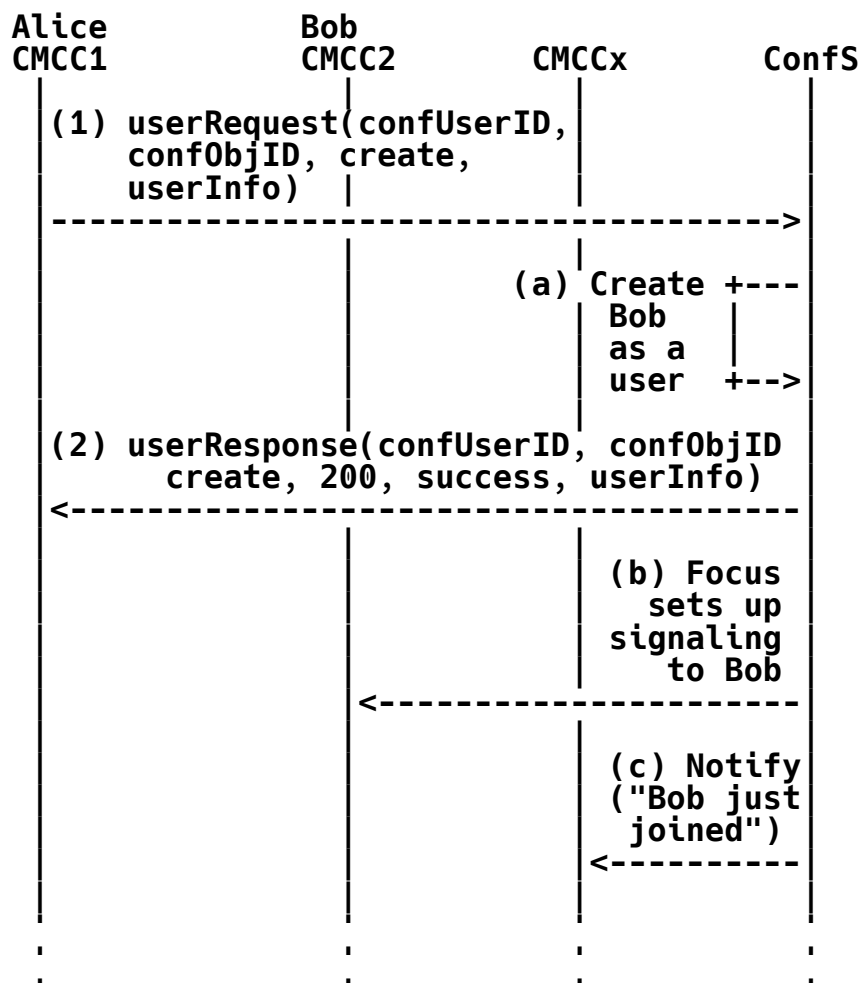 Alice Bob
CMCC1 CMCC2 CMCCx ConfS
(1) userRequest(confUserID,
confObjID, create,
userInfo)
(a) Create
Bob
as a
user
(2) userResponse(confUserID, confObjID
create, 200, success, userInfo)
(b) Focus
sets up
signaling
to Bob
(c) Notify
("Bob just
joined")